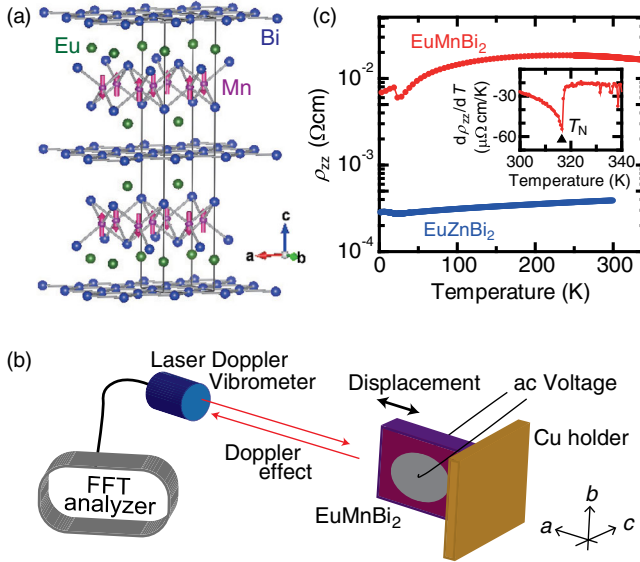 (a)
Eu
Bi
Mn
c
a
b
(c)
EuMnBi₂
10⁻²
10⁻³
10⁻⁴
ρzz (Ωcm)
EuZnBi₂
0
100
200
300
Temperature (K)
dρzz/dT
(μΩcm/K)
-30
-60
TN
300
320
340
Temperature (K)
(b)
Laser Doppler
Vibrometer
Displacement
ac Voltage
Cu holder
Doppler
effect
FFT
analyzer
EuMnBi₂
b
a
c